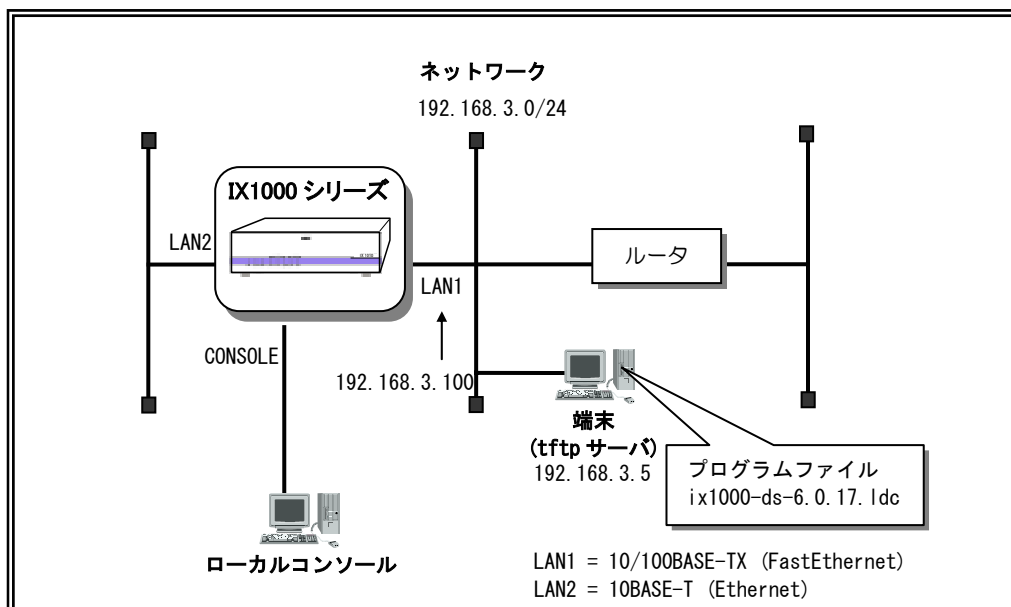 ネットワーク
192.168.3.0/24
IX1000 シリーズ
LAN2
LAN1
ルータ
CONSOLE
192.168.3.100
端末
(tftp サーバ)
192.168.3.5
プログラムファイル
ix1000-ds-6.0.17.ldc
ローカルコンソール
LAN1 = 10/100BASE-TX (FastEthernet)
LAN2 = 10BASE-T (Ethernet)